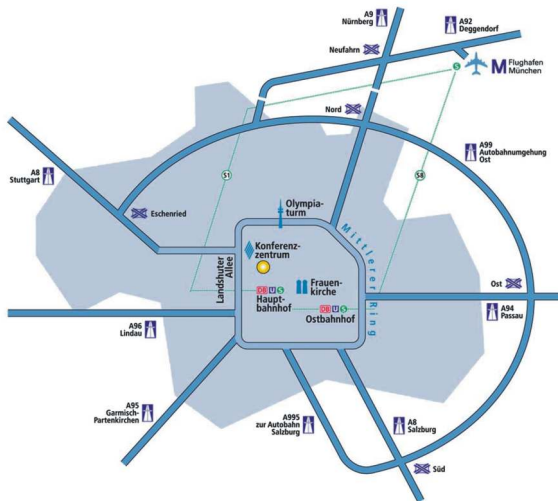 A9
Nürnberg
A92
Deggendorf
Neufahrn
S
M Flughafen
München
Nord
A99
Autobahnumgehung
Ost
A8
Stuttgart
S1
S8
Eschenried
Olympia-
turm
Mittlerer Ring
Konferenz-
zentrum
Landshuter
Allee
Frauen-
kirche
DB U S
Haupt-
bahnhof
DB U S
Ostbahnhof
Ost
A94
Passau
A96
Lindau
A95
Garmisch-
Partenkirchen
A995
zur Autobahn
Salzburg
A8
Salzburg
Süd